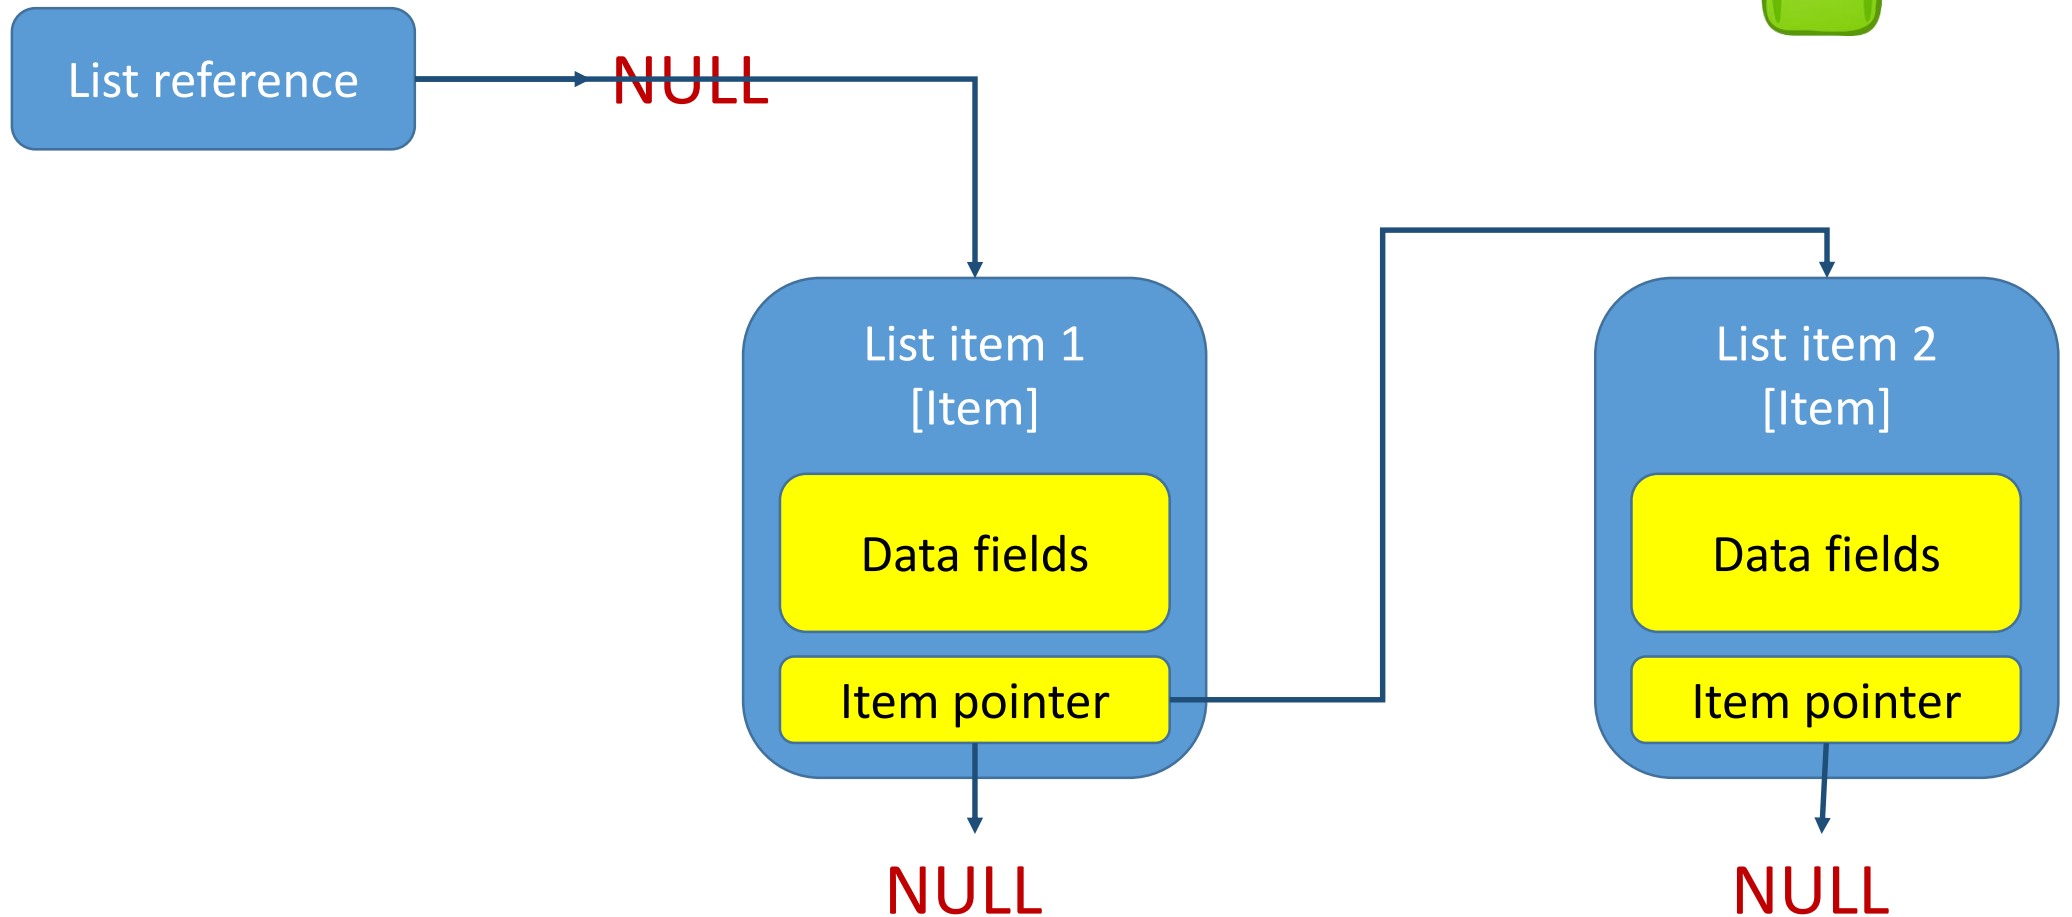 List reference
NULL
List item 1
[Item]
Data fields
Item pointer
NULL
List item 2
[Item]
Data fields
Item pointer
NULL